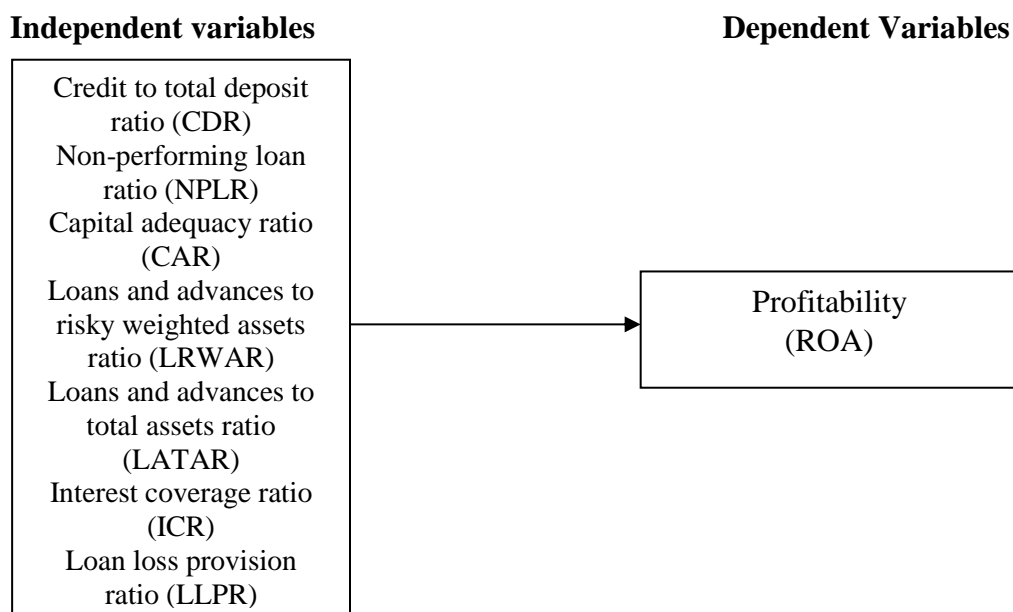 Independent variables
Dependent Variables
Credit to total deposit
ratio (CDR)
Non-performing loan
ratio (NPLR)
Capital adequacy ratio
(CAR)
Loans and advances to
risky weighted assets
ratio (LRWAR)
Loans and advances to
total assets ratio
(LATAR)
Interest coverage ratio
(ICR)
Loan loss provision
ratio (LLPR)
Profitability
(ROA)